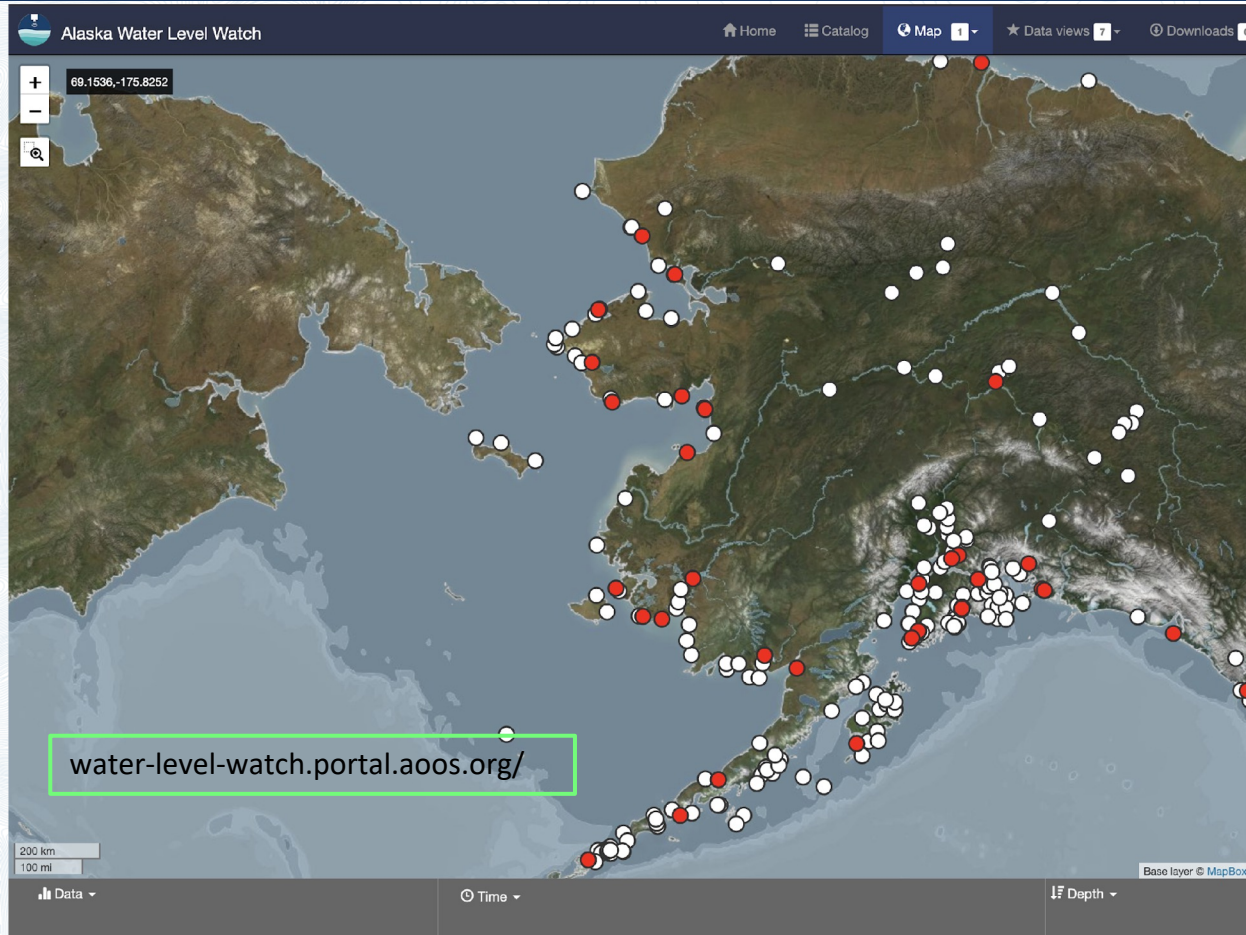 Alaska Water Level Watch
Home
Catalog
Map 1
Data views 7
Downloads
+
69.1536,-175.8252
−
water-level-watch.portal.aoos.org/
200 km
100 mi
Base layer © MapBox
Data
Time
Depth